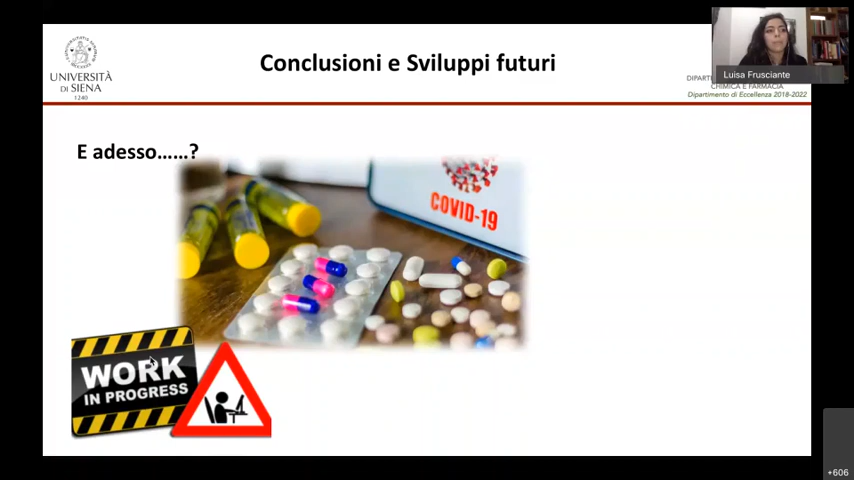 UNIVERSITÀ
DI SIENA
1240
Conclusioni e Sviluppi futuri
Luisa Frusciante
DIPART
CHIMICA E FARMACIA
Dipartimento di Eccellenza 2018-2022
E adesso……?
COVID-19
WORK
IN PROGRESS
+606